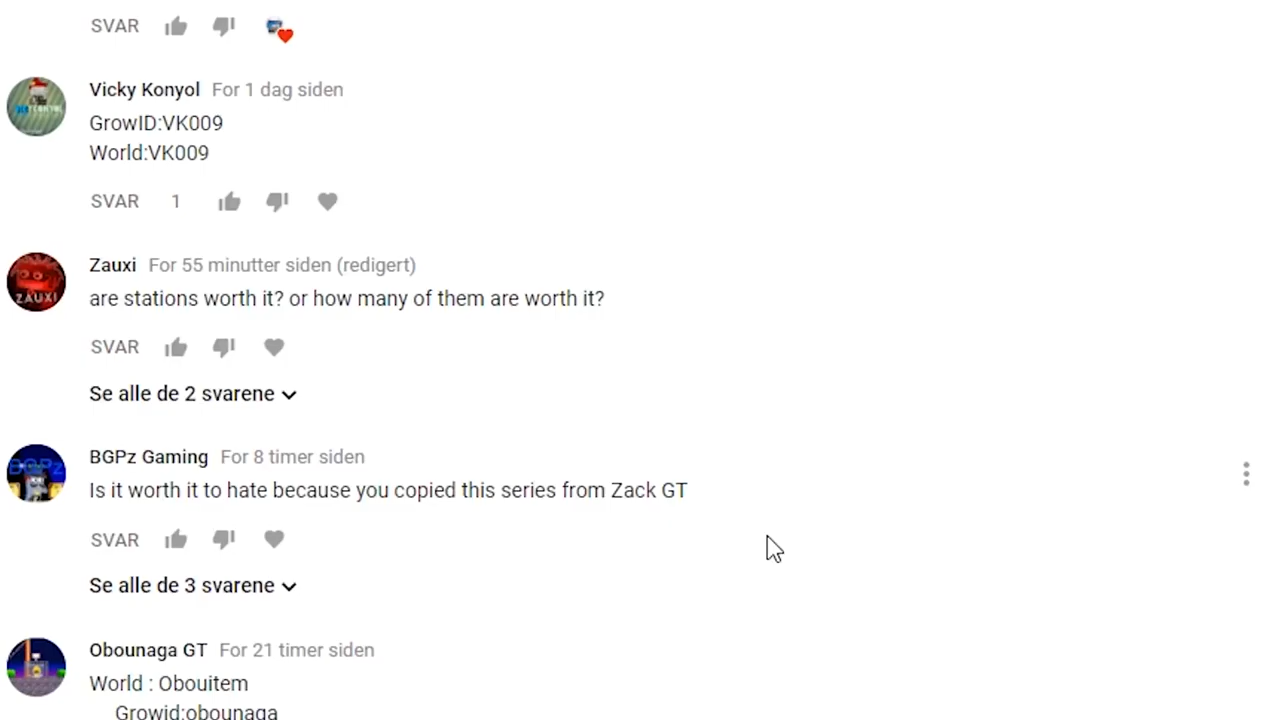 SVAR
Vicky Konyol For 1 dag siden
GrowID:VK009
World:VK009
SVAR 1
Zauxi For 55 minutter siden (redigert)
ZAUXI
are stations worth it? or how many of them are worth it?
SVAR
Se alle de 2 svarene
BGPz Gaming For 8 timer siden
BGPz
Is it worth it to hate because you copied this series from Zack GT
SVAR
Se alle de 3 svarene
Obounaga GT For 21 timer siden
World : Obouitem
Growid:obounaga